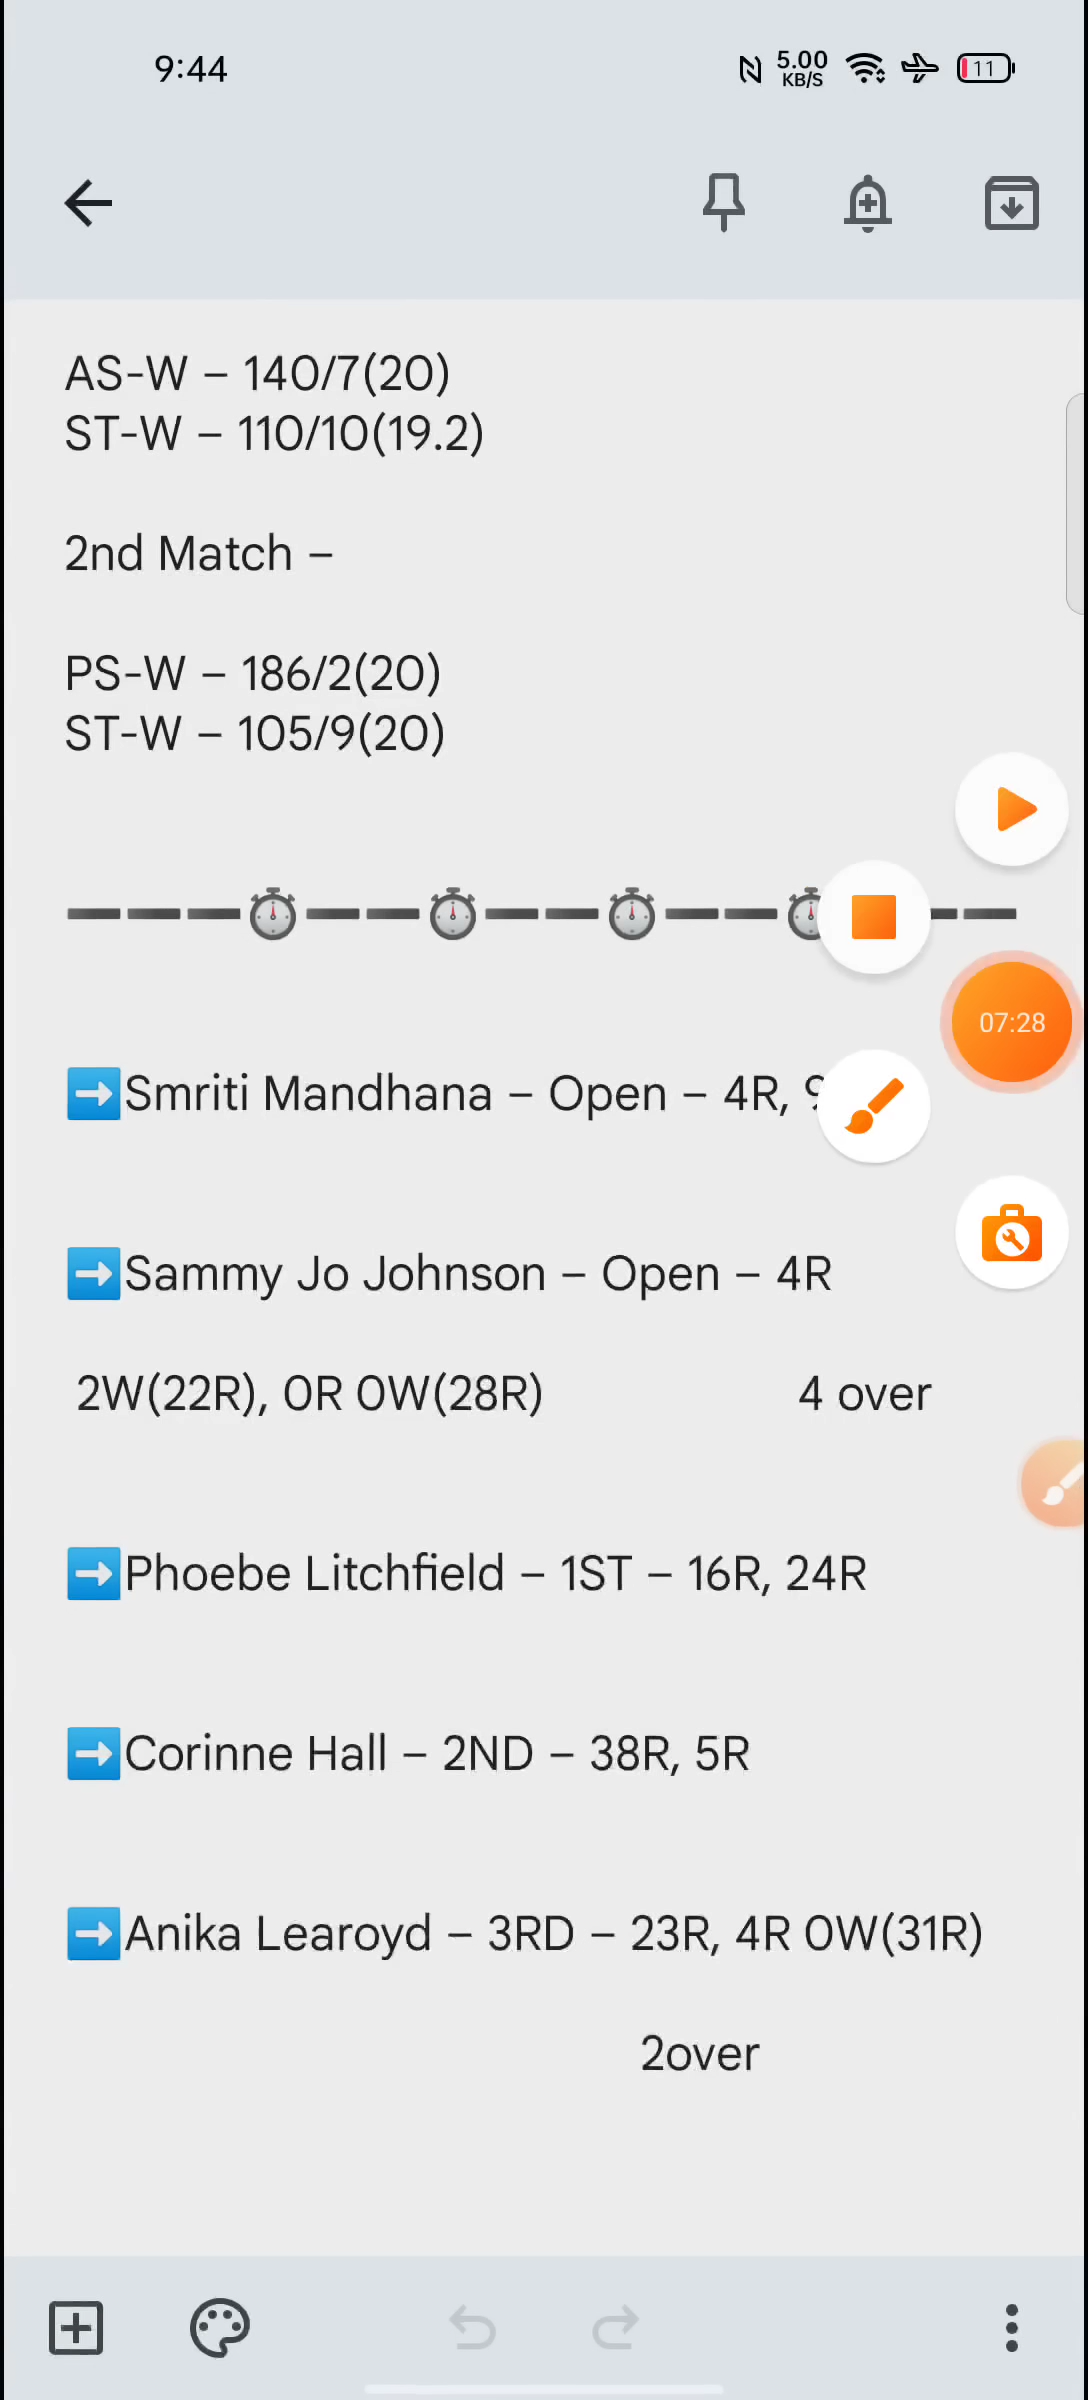 9:44
5.00
KB/S
11
AS-W – 140/7(20)
ST-W – 110/10(19.2)
2nd Match –
PS-W – 186/2(20)
ST-W – 105/9(20)
07:28
Smriti Mandhana – Open – 4R,
Sammy Jo Johnson – Open – 4R
2W(22R), 0R 0W(28R) 4 over
Phoebe Litchfield – 1ST – 16R, 24R
Corinne Hall – 2ND – 38R, 5R
Anika Learoyd – 3RD – 23R, 4R 0W(31R)
2over